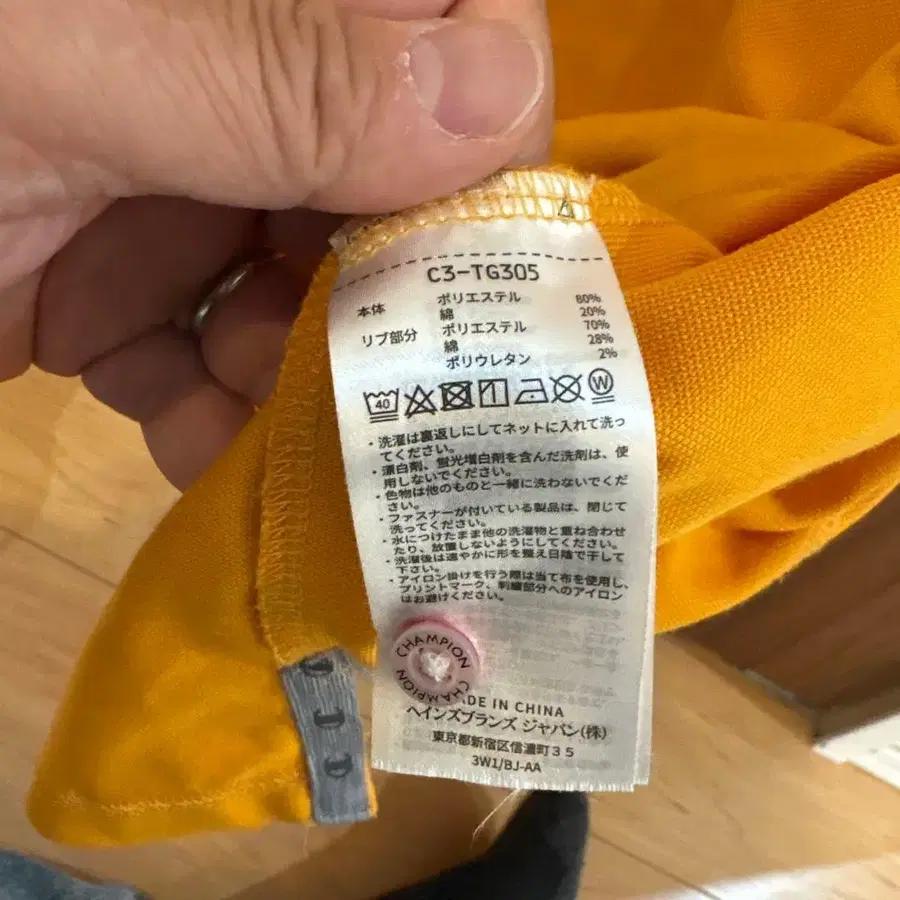 C3-TG305
本体 ポリエステル 80%
綿 20%
リブ部分 ポリエステル 70%
綿 28%
ポリウレタン 2%
40 W
・洗濯は裏返しにしてネットに入れて洗っ
てください。
・漂白剤、蛍光増白剤を含んだ洗剤は、使
用しないでください。
・色物は他のものと一緒に洗わないでくだ
さい。
・ファスナーが付いている製品は、閉じて
洗ってください。
・水につけたまま他の洗濯物と重ね合わせ
たり、放置しないようにしてください。
・洗濯後は速やかに形を整え日陰で干して
下さい。
・アイロン掛けを行う際は当て布を使用し、
プリントマーク、刺繍部分へのアイロン
はお避けください。
CHAMPION
CHAMPION
MADE IN CHINA
ヘインズブランズ ジャパン(株)
東京都新宿区信濃町35
3W1/BJ-AA